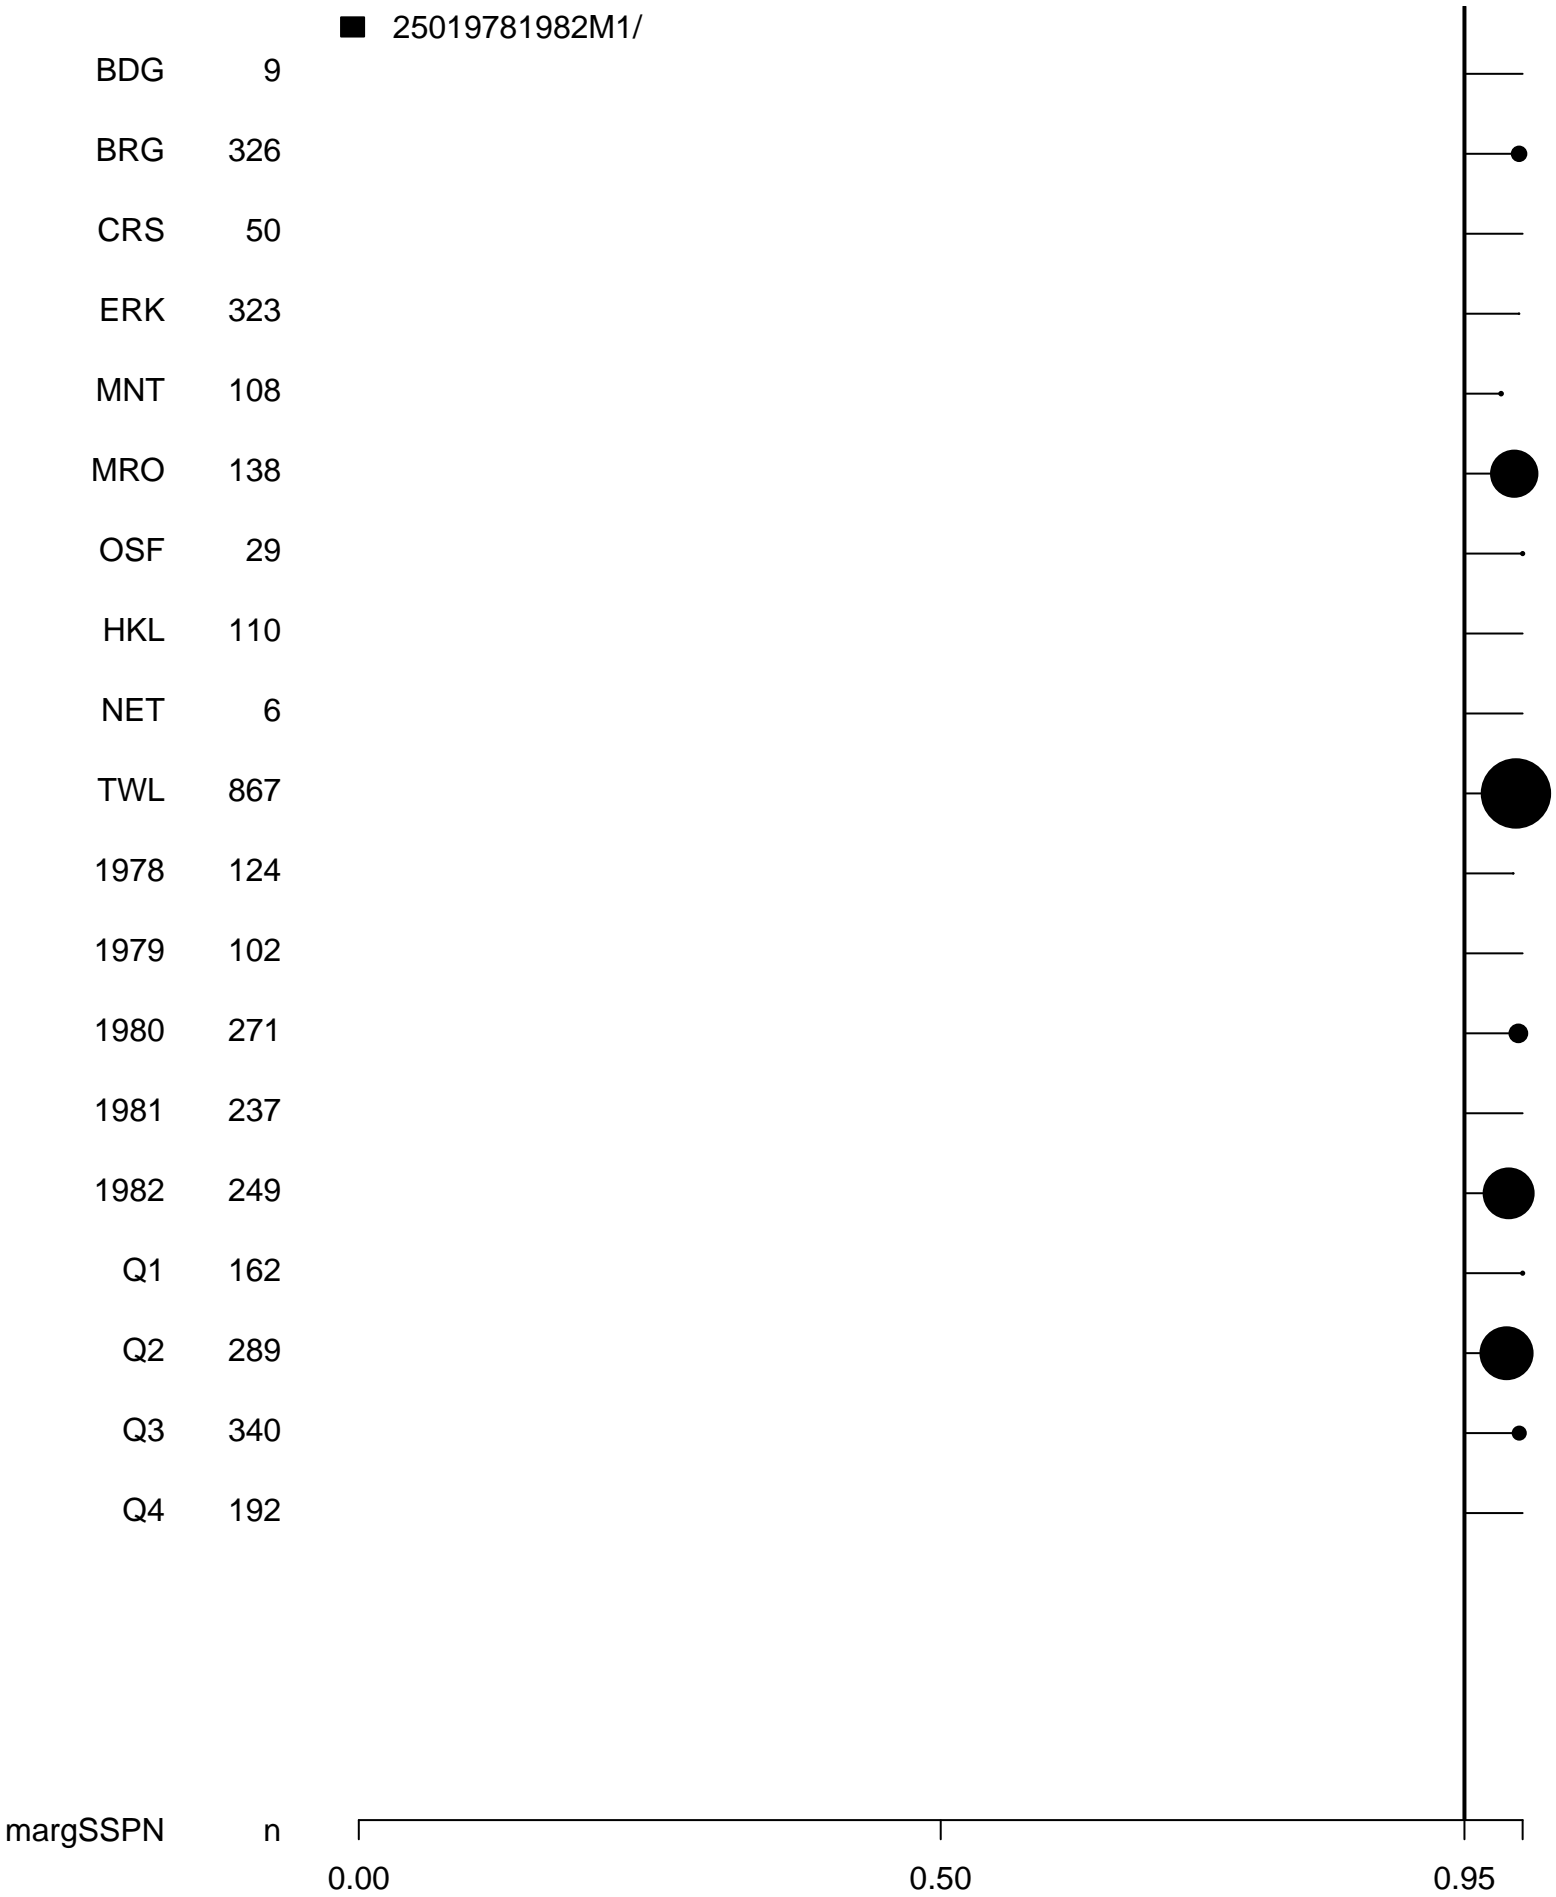 25019781982M1/
BDG 9
BRG 326
CRS 50
ERK 323
MNT 108
MRO 138
OSF 29
HKL 110
NET 6
TWL 867
1978 124
1979 102
1980 271
1981 237
1982 249
Q1 162
Q2 289
Q3 340
Q4 192
margSSPN n
0.00 0.50 0.95